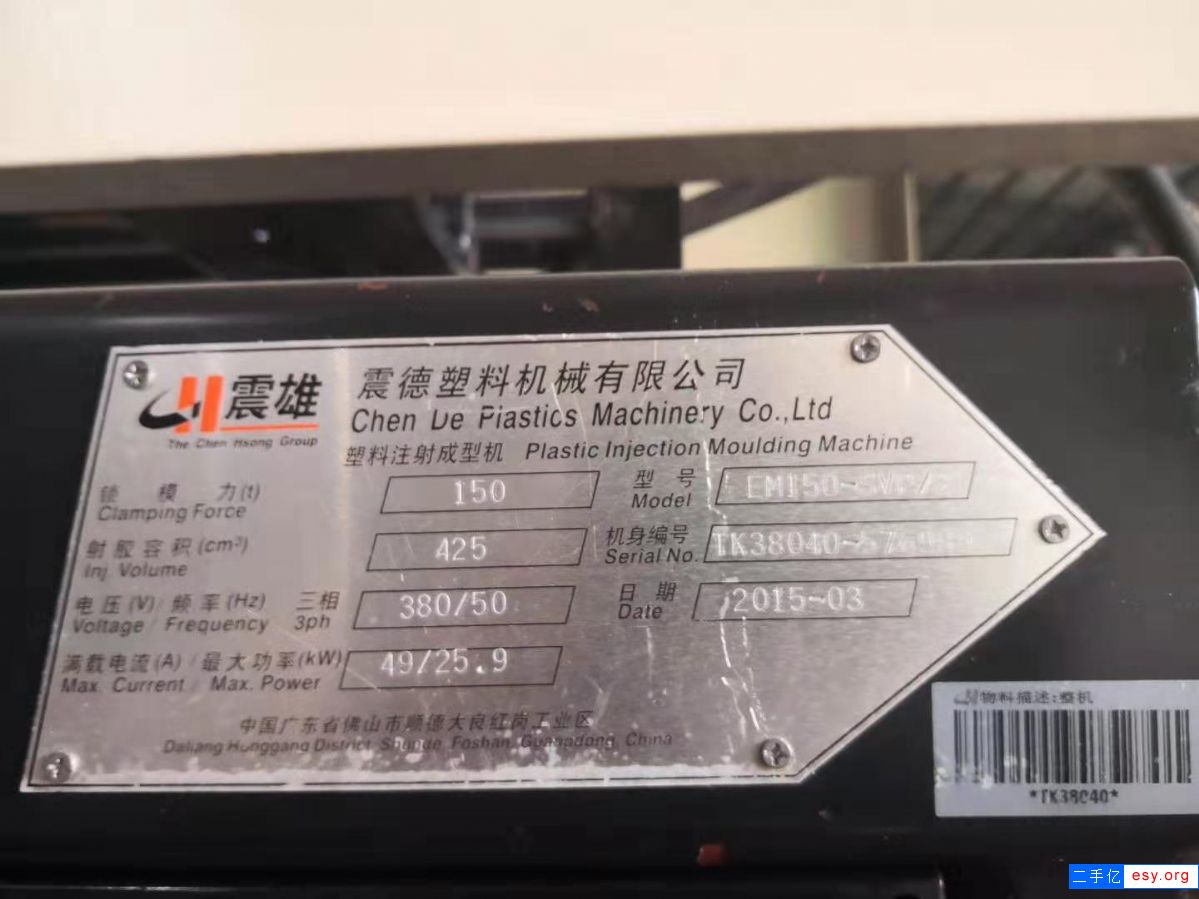 震雄
The Chen Hsong Group
震德塑料机械有限公司
Chen De Plastics Machinery Co.,Ltd
塑料注射成型机 Plastic Injection Moulding Machine
锁模力(t) 150
Clamping Force
型号
Model
射胶容积(cm³) 425
Inj. Volume
机身编号 TK38040-
Serial No.
电压(V)/频率(Hz) 三相 380/50
Voltage / Frequency 3ph
日期 2015-03
Date
满载电流(A)/最大功率(kW) 49/25.9
Max. Current / Max. Power
中国广东省佛山市顺德大良红岗工业区
Daliang Honggang District, Shunde, Foshan, Guangdong, China
物料描述:整机
*TK38040*
二手亿 esy.org